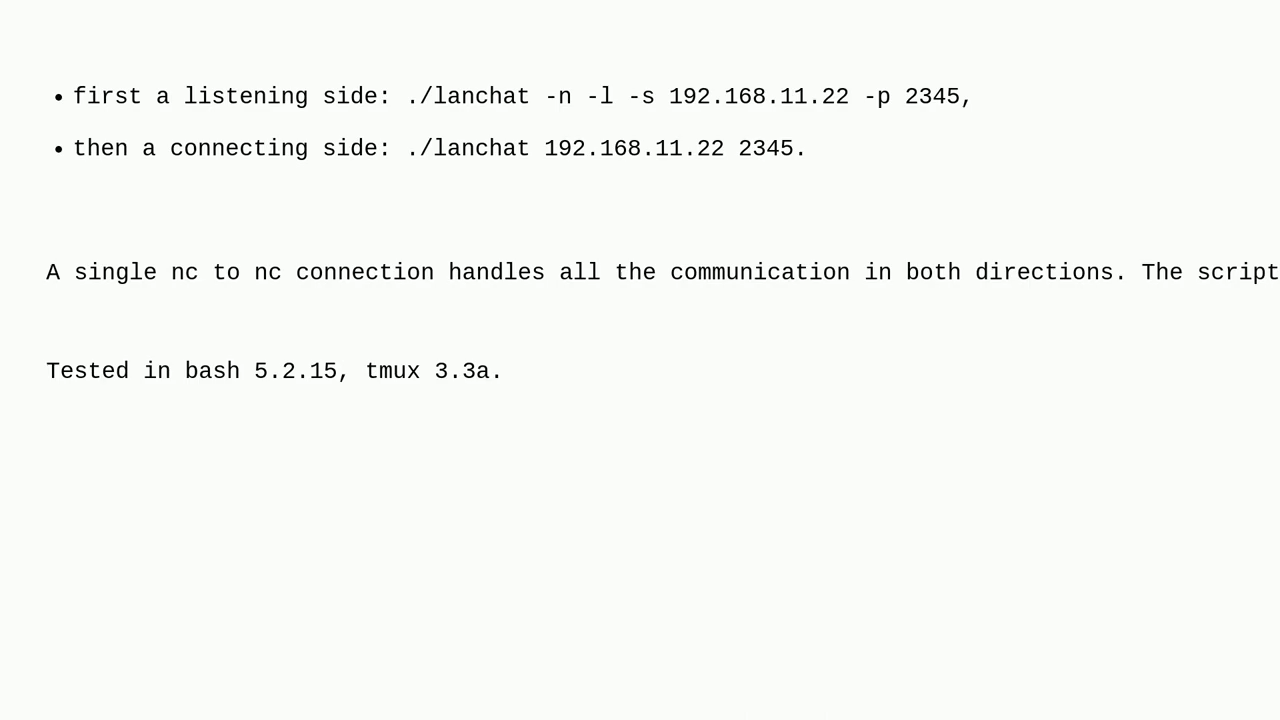 • first a listening side: ./lanchat -n -l -s 192.168.11.22 -p 2345,
• then a connecting side: ./lanchat 192.168.11.22 2345.
A single nc to nc connection handles all the communication in both directions. The script
Tested in bash 5.2.15, tmux 3.3a.